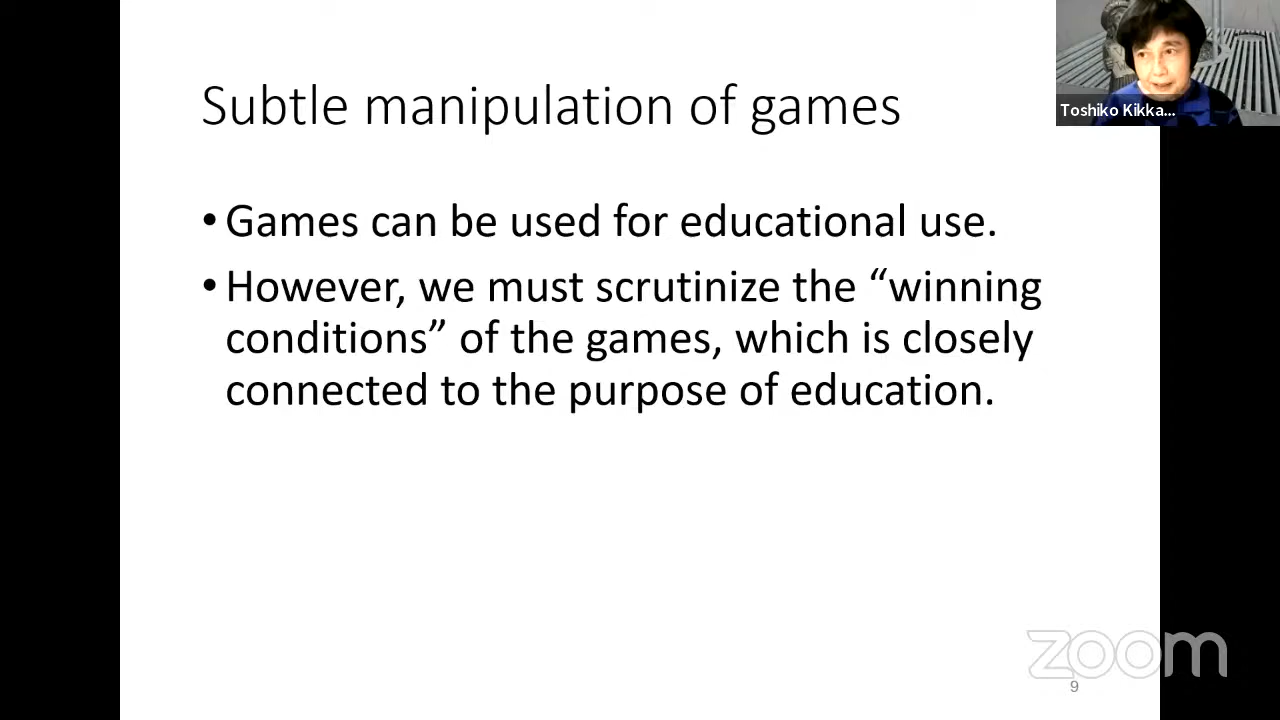 Subtle manipulation of games
Toshiko Kikka...
• Games can be used for educational use.
• However, we must scrutinize the “winning
conditions” of the games, which is closely
connected to the purpose of education.
zoom
9